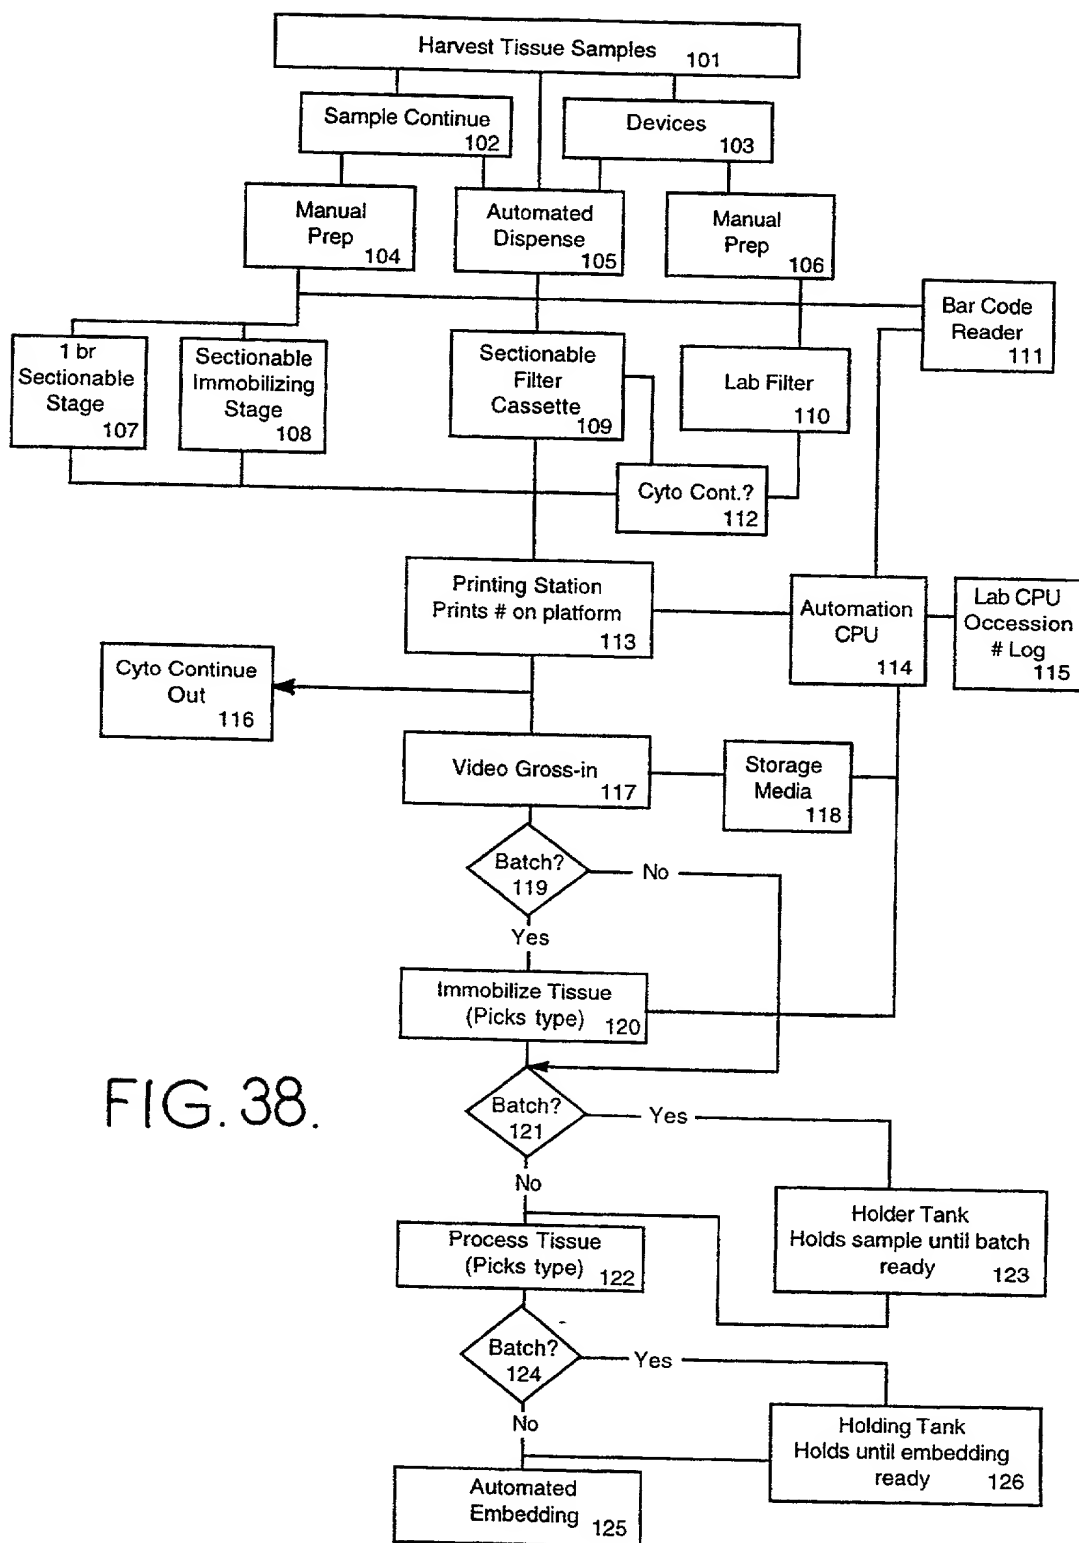 Harvest Tissue Samples
101
Sample Continue
102
Devices
103
Manual
Prep
104
Automated
Dispense
105
Manual
Prep
106
Bar Code
Reader
111
1 br
Sectionable
Stage
107
Sectionable
Immobilizing
Stage
108
Sectionable
Filter
Cassette
109
Lab Filter
110
Cyto Cont.?
112
Printing Station
Prints # on platform
113
Automation
CPU
114
Lab CPU
Occession
# Log
115
Cyto Continue
Out
116
Video Gross-in
117
Storage
Media
118
Batch?
119
No
Yes
Immobilize Tissue
(Picks type)
120
FIG. 38.
Batch?
121
Yes
No
Holder Tank
Holds sample until batch
ready
123
Process Tissue
(Picks type)
122
Batch?
124
Yes
No
Holding Tank
Holds until embedding
ready
126
Automated
Embedding
125